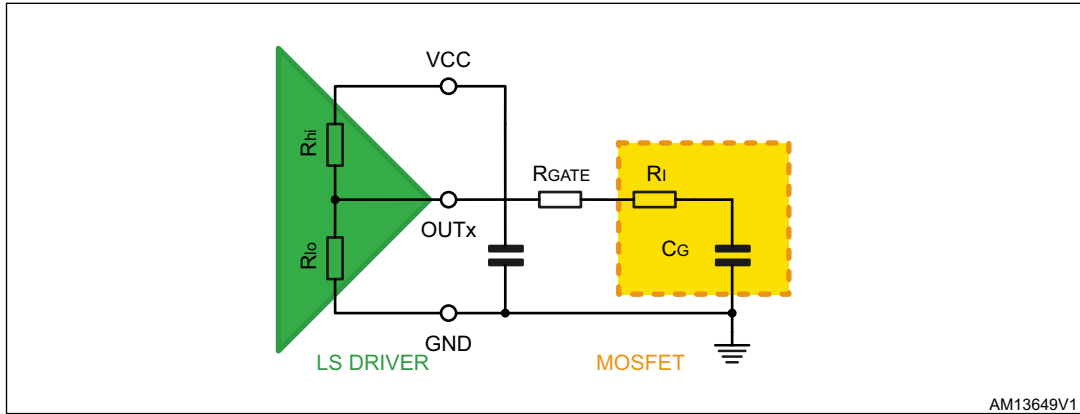 VCC
Rhi
RGATE
RI
OUTx
Rlo
CG
GND
LS DRIVER
MOSFET
AM13649V1